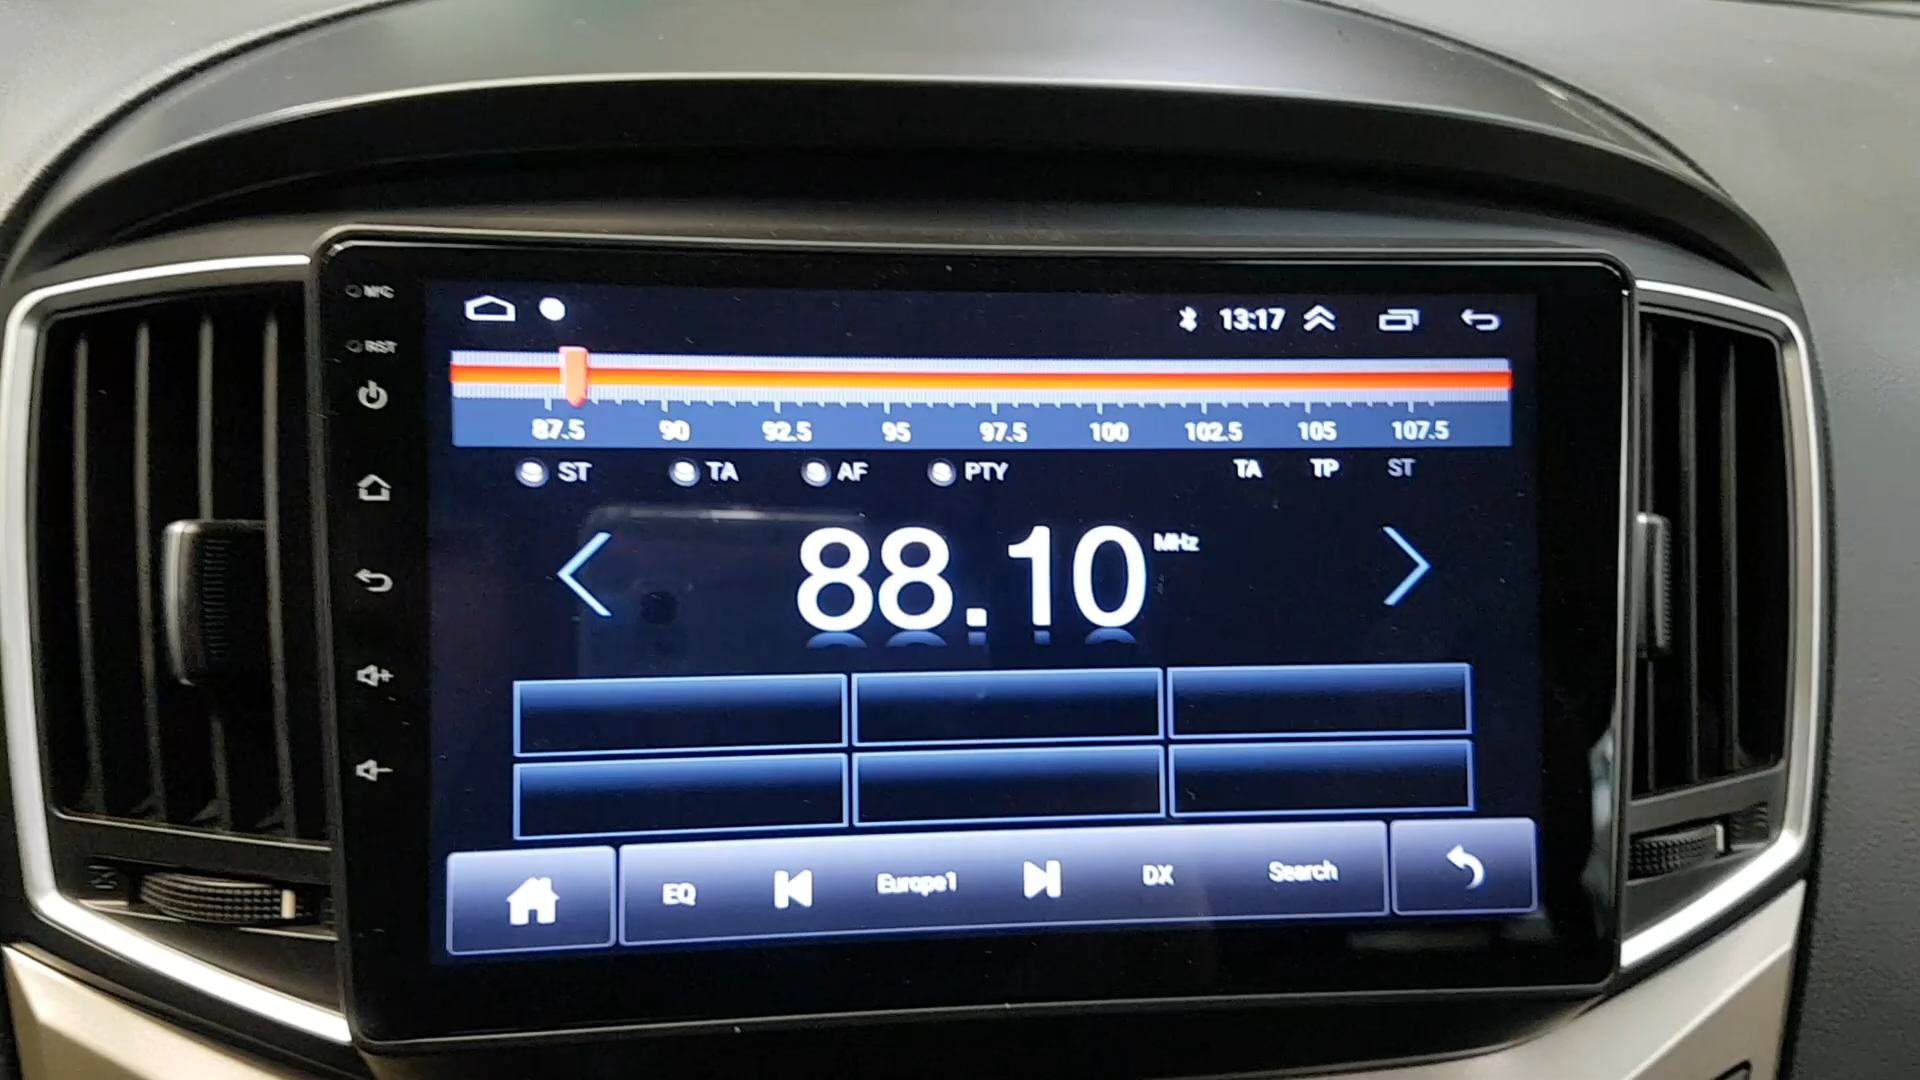 MIC
13:17
RST
87.5 90 92.5 95 97.5 100 102.5 105 107.5
ST TA AF PTY TA TP ST
88.10 MHz
EQ Europe1 DX Search